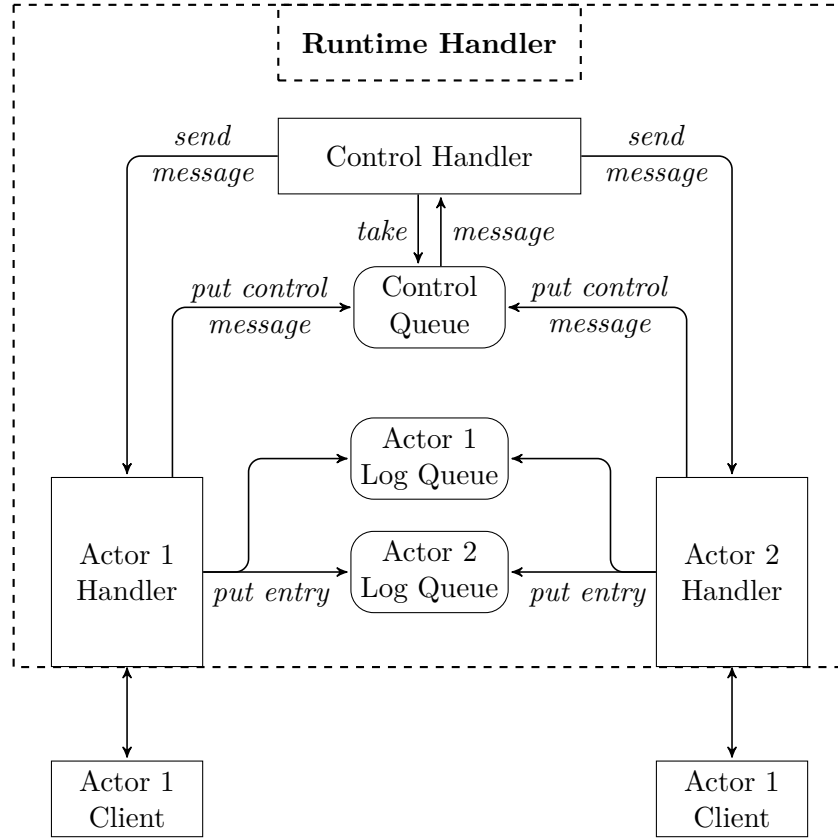 Runtime Handler
send
message
Control Handler
send
message
take
message
put control
message
Control
Queue
put control
message
Actor 1
Log Queue
Actor 1
Handler
put entry
Actor 2
Log Queue
put entry
Actor 2
Handler
Actor 1
Client
Actor 1
Client